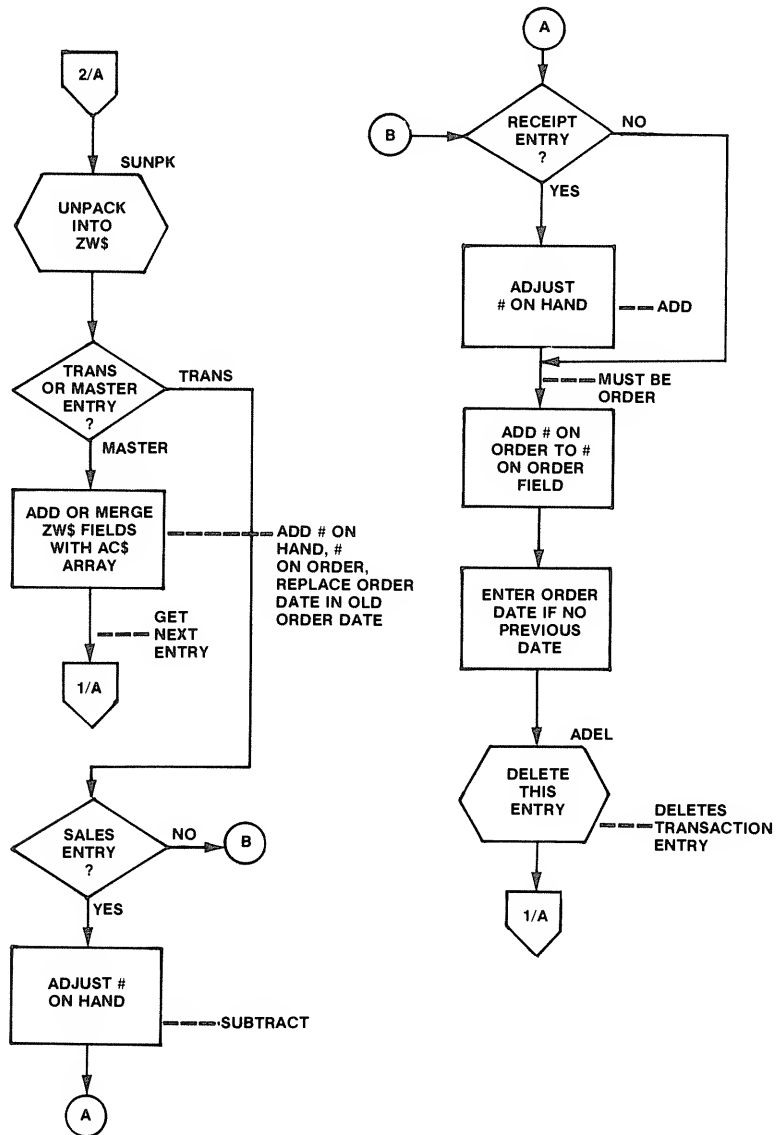 2/A
SUNPK
UNPACK
INTO
ZW$
TRANS
OR MASTER
ENTRY
?
TRANS
MASTER
ADD OR MERGE
ZW$ FIELDS
WITH AC$
ARRAY
ADD # ON
HAND, #
ON ORDER,
REPLACE ORDER
DATE IN OLD
ORDER DATE
GET
NEXT
ENTRY
1/A
SALES
ENTRY
?
NO
B
YES
ADJUST #
ON HAND
SUBTRACT
A
A
B
RECEIPT
ENTRY
?
NO
YES
ADJUST
# ON HAND
ADD
MUST BE
ORDER
ADD # ON
ORDER TO #
ON ORDER
FIELD
ENTER ORDER
DATE IF NO
PREVIOUS
DATE
ADEL
DELETE
THIS
ENTRY
DELETES
TRANSACTION
ENTRY
1/A